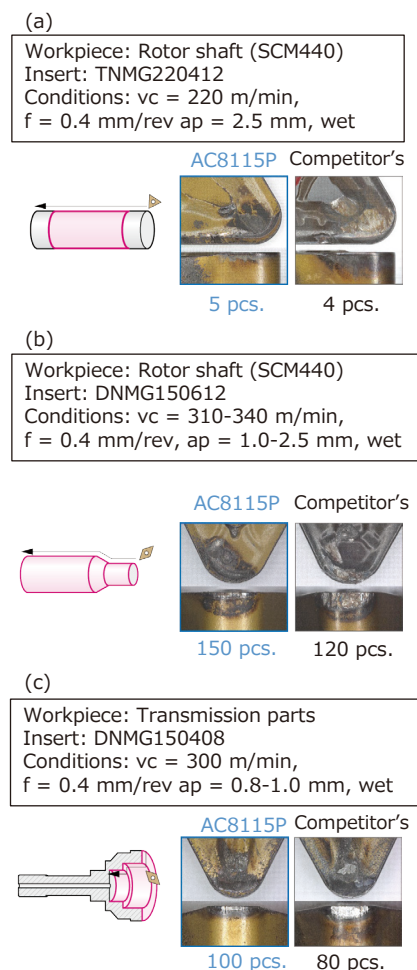 (a)
Workpiece: Rotor shaft (SCM440)
Insert: TNMG220412
Conditions: vc = 220 m/min,
f = 0.4 mm/rev ap = 2.5 mm, wet
AC8115P Competitor's
5 pcs. 4 pcs.
(b)
Workpiece: Rotor shaft (SCM440)
Insert: DNMG150612
Conditions: vc = 310-340 m/min,
f = 0.4 mm/rev, ap = 1.0-2.5 mm, wet
AC8115P Competitor's
150 pcs. 120 pcs.
(c)
Workpiece: Transmission parts
Insert: DNMG150408
Conditions: vc = 300 m/min,
f = 0.4 mm/rev ap = 0.8-1.0 mm, wet
AC8115P Competitor's
100 pcs. 80 pcs.